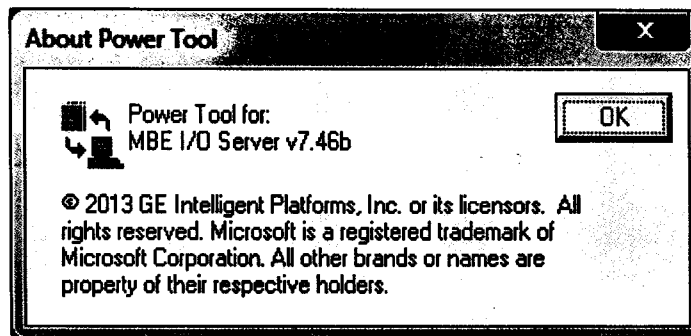 About Power Tool
X
Power Tool for:
MBE I/O Server v7.46b
OK
© 2013 GE Intelligent Platforms, Inc. or its licensors. All
rights reserved. Microsoft is a registered trademark of
Microsoft Corporation. All other brands or names are
property of their respective holders.